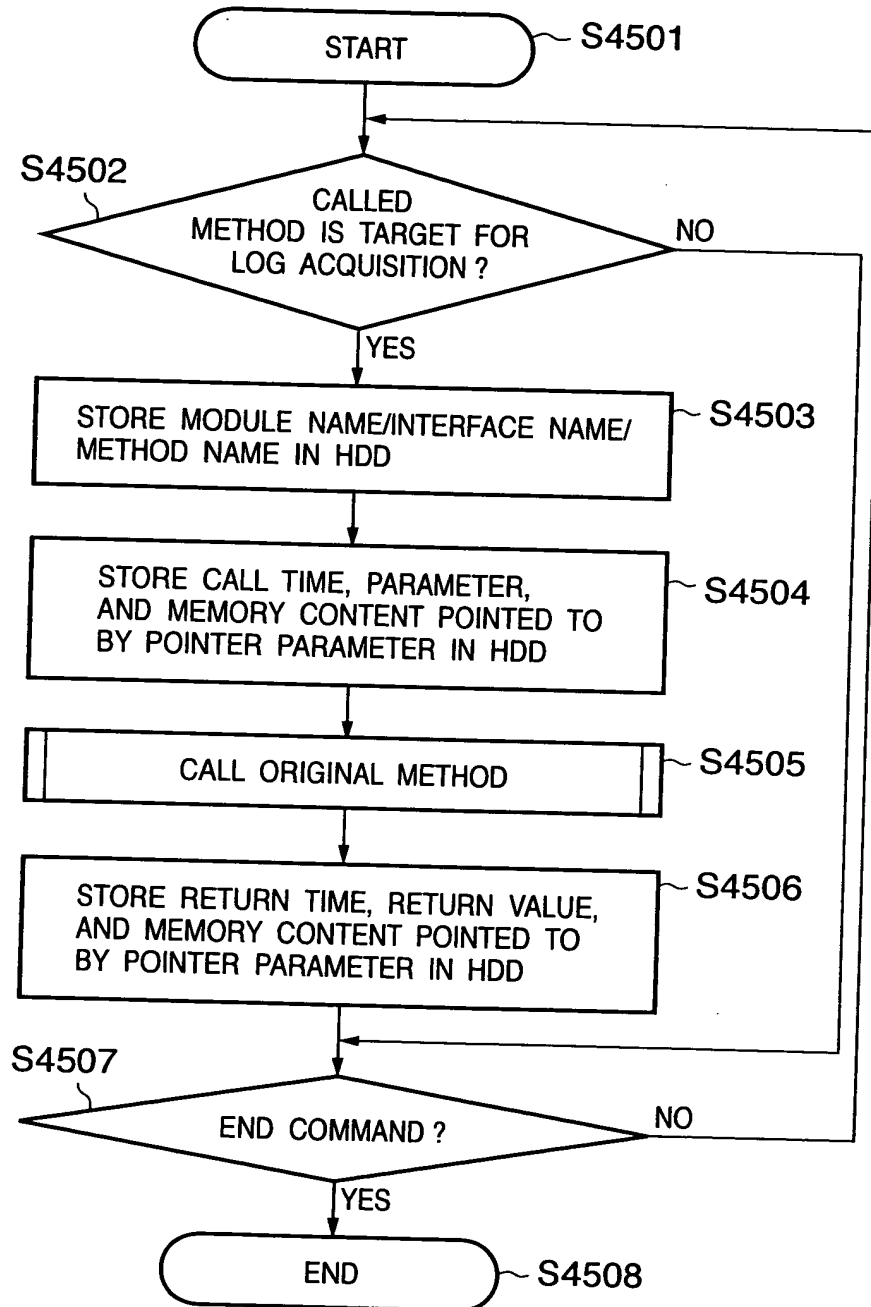 START
S4501
S4502
CALLED
METHOD IS TARGET FOR
LOG ACQUISITION ?
NO
YES
STORE MODULE NAME/INTERFACE NAME/
METHOD NAME IN HDD
S4503
STORE CALL TIME, PARAMETER,
AND MEMORY CONTENT POINTED TO
BY POINTER PARAMETER IN HDD
S4504
CALL ORIGINAL METHOD
S4505
STORE RETURN TIME, RETURN VALUE,
AND MEMORY CONTENT POINTED TO
BY POINTER PARAMETER IN HDD
S4506
S4507
END COMMAND ?
NO
YES
END
S4508